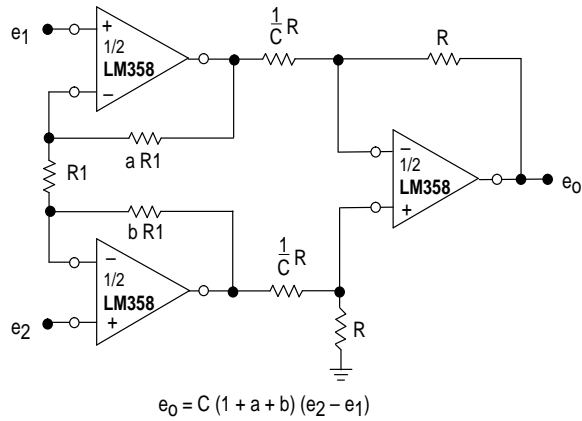 e1
+
1/2
LM358
−
1/C R
R
a R1
R1
b R1
−
1/2
LM358
+
eo
−
1/2
LM358
+
e2
1/C R
R
eo = C (1 + a + b) (e2 – e1)